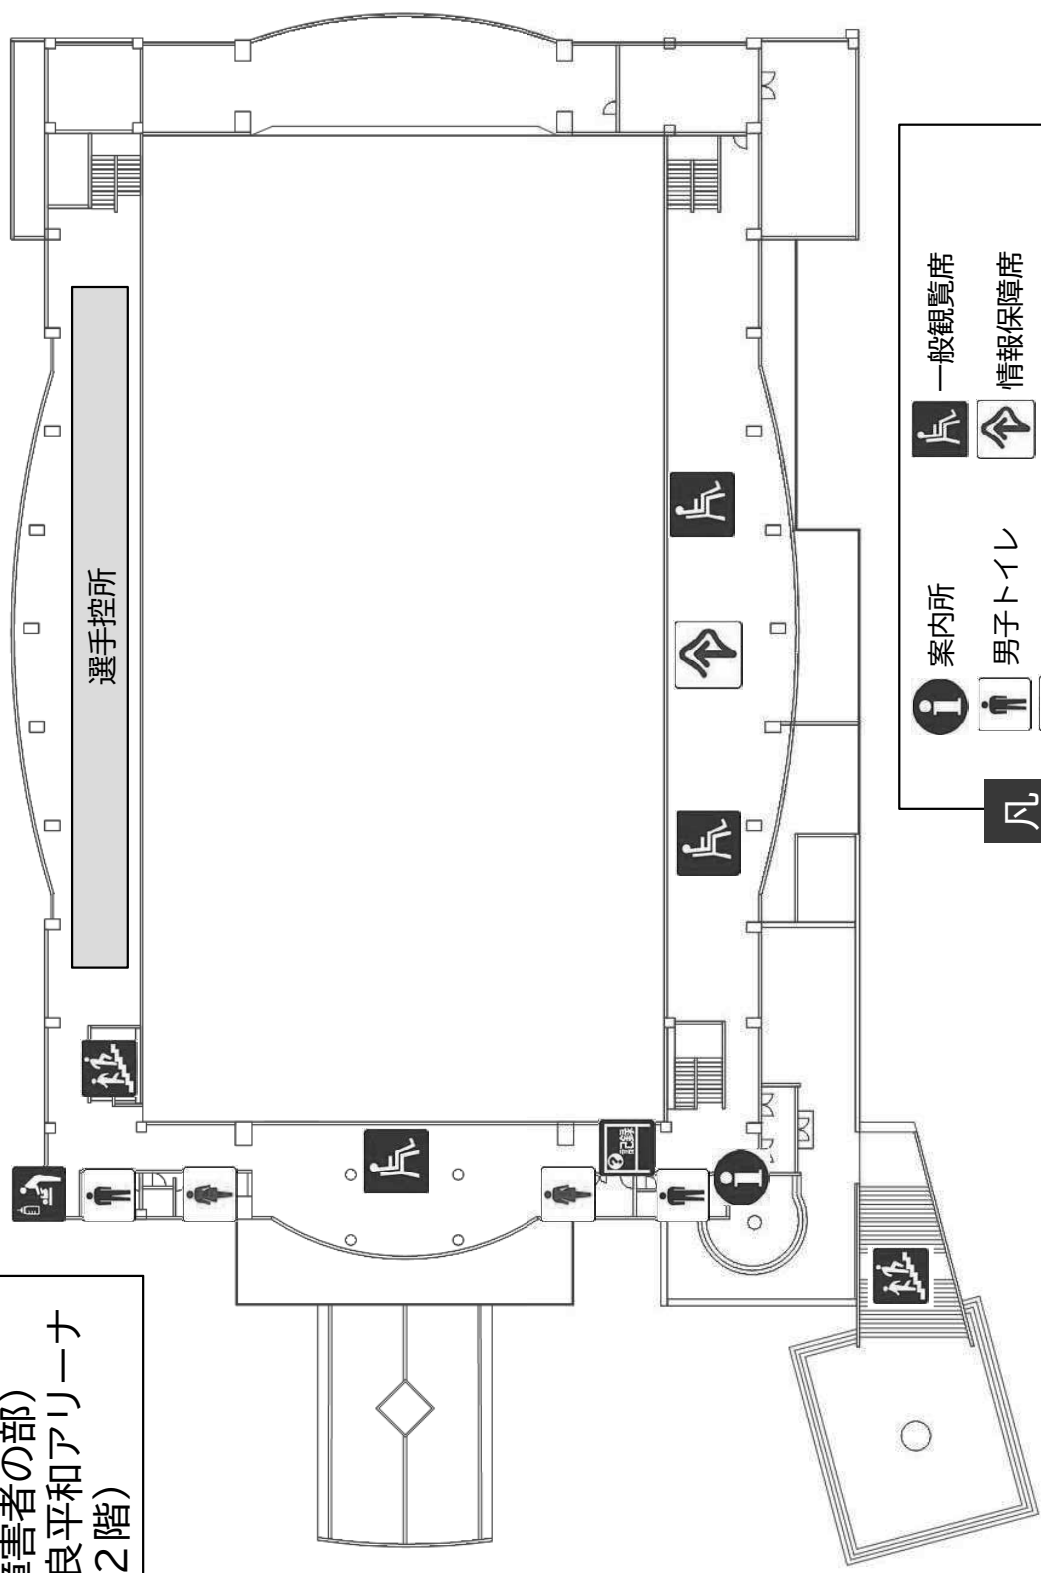 障害者の部）
良平和アリーナ
２階）
選手控所
記録
案内所
一般観覧席
男子トイレ
情報保障席
凡